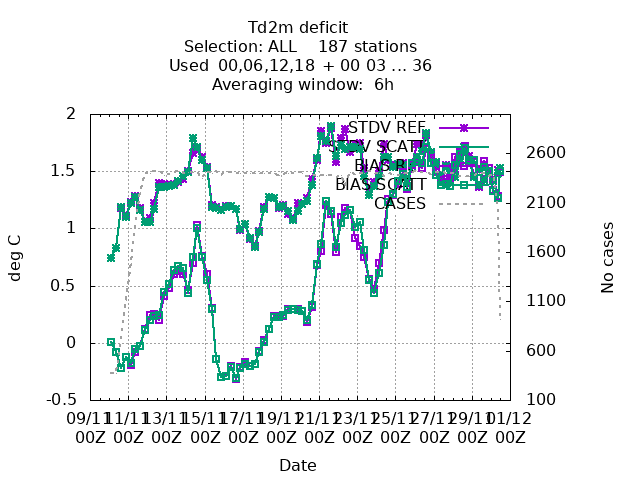 Td2m deficit
Selection: ALL 187 stations
Used 00,06,12,18 + 00 03 ... 36
Averaging window: 6h
STDV REF
STDV SCATT
BIAS REF
BIAS SCATT
CASES
2
1.5
1
0.5
0
-0.5
2600
2100
1600
1100
600
100
deg C
No cases
09/11 11/11 13/11 15/11 17/11 19/11 21/11 23/11 25/11 27/11 29/11 01/12
00Z 00Z 00Z 00Z 00Z 00Z 00Z 00Z 00Z 00Z 00Z 00Z
Date